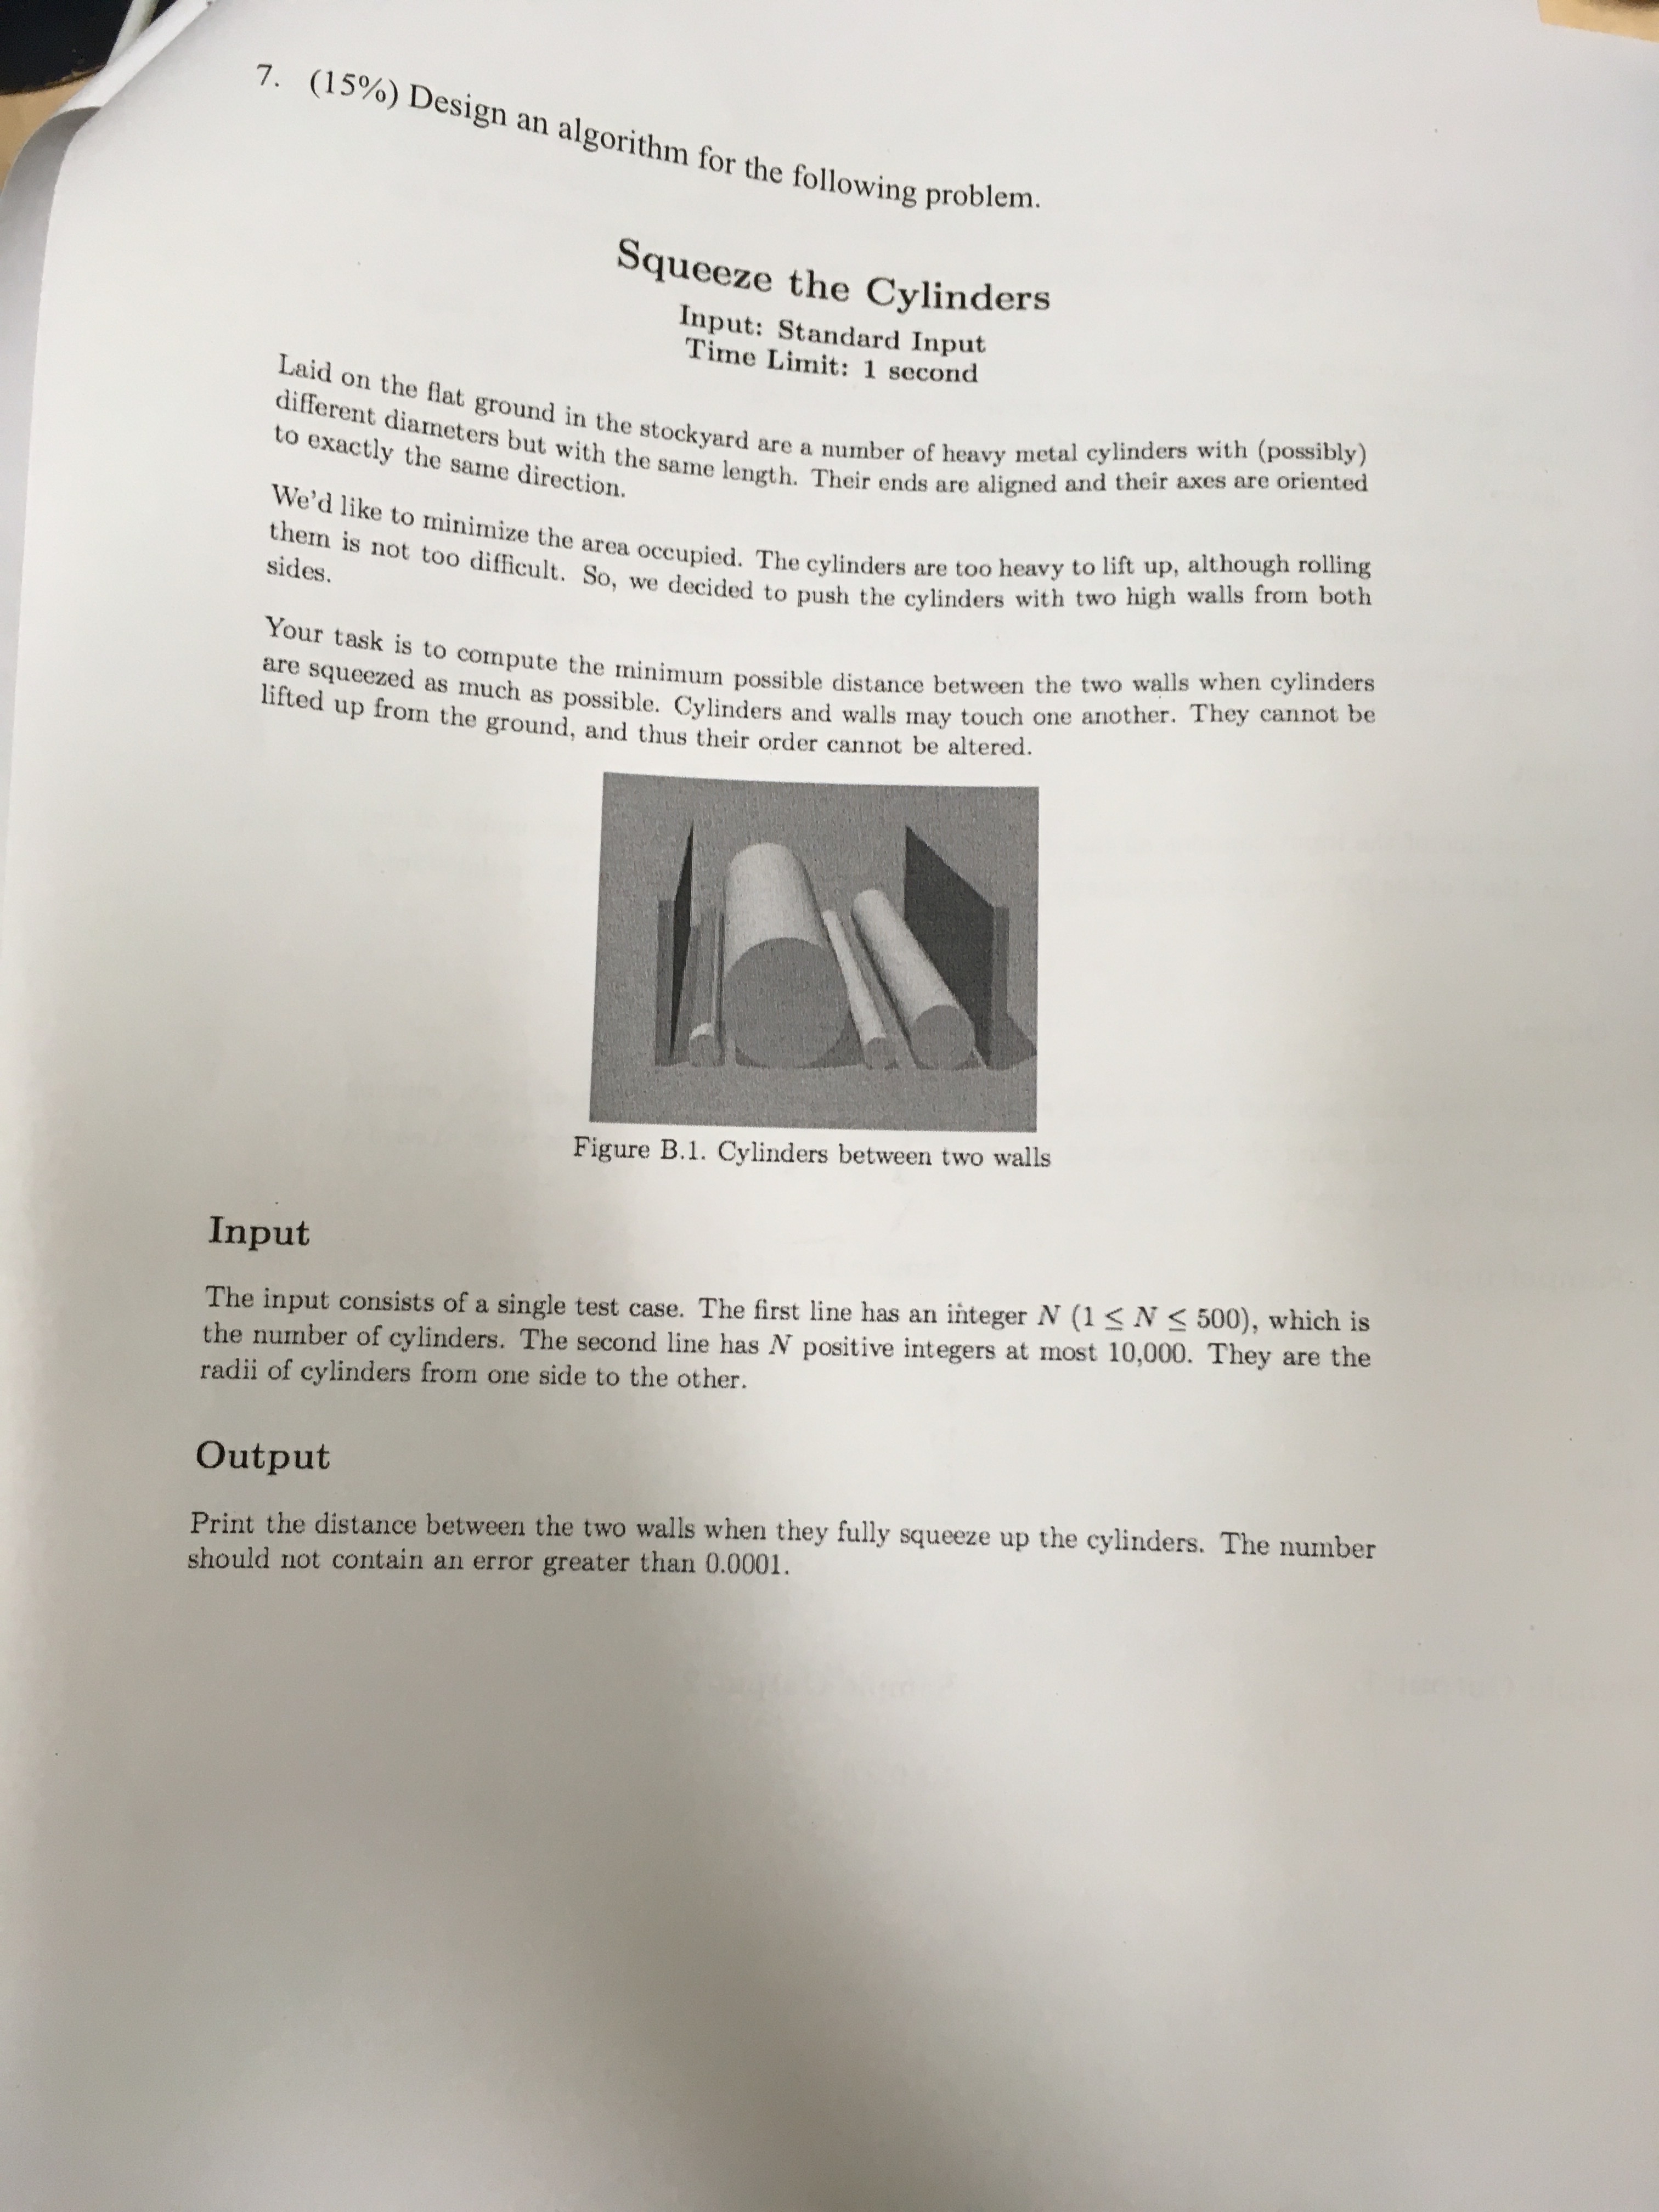 7. (15%) Design an algorithm for the following problem.
Squeeze the Cylinders
Input: Standard Input
Time Limit: 1 second
Laid on the flat ground in the stockyard are a number of heavy metal cylinders with (possibly)
different diameters but with the same length. Their ends are aligned and their axes are oriented
to exactly the same direction.
We'd like to minimize the area occupied. The cylinders are too heavy to lift up, although rolling
them is not too difficult. So, we decided to push the cylinders with two high walls from both
sides.
Your task is to compute the minimum possible distance between the two walls when cylinders
are squeezed as much as possible. Cylinders and walls may touch one another. They cannot be
lifted up from the ground, and thus their order cannot be altered.
Figure B.1. Cylinders between two walls
Input
The input consists of a single test case. The first line has an integer N (1 ≤ N ≤ 500), which is
the number of cylinders. The second line has N positive integers at most 10,000. They are the
radii of cylinders from one side to the other.
Output
Print the distance between the two walls when they fully squeeze up the cylinders. The number
should not contain an error greater than 0.0001.